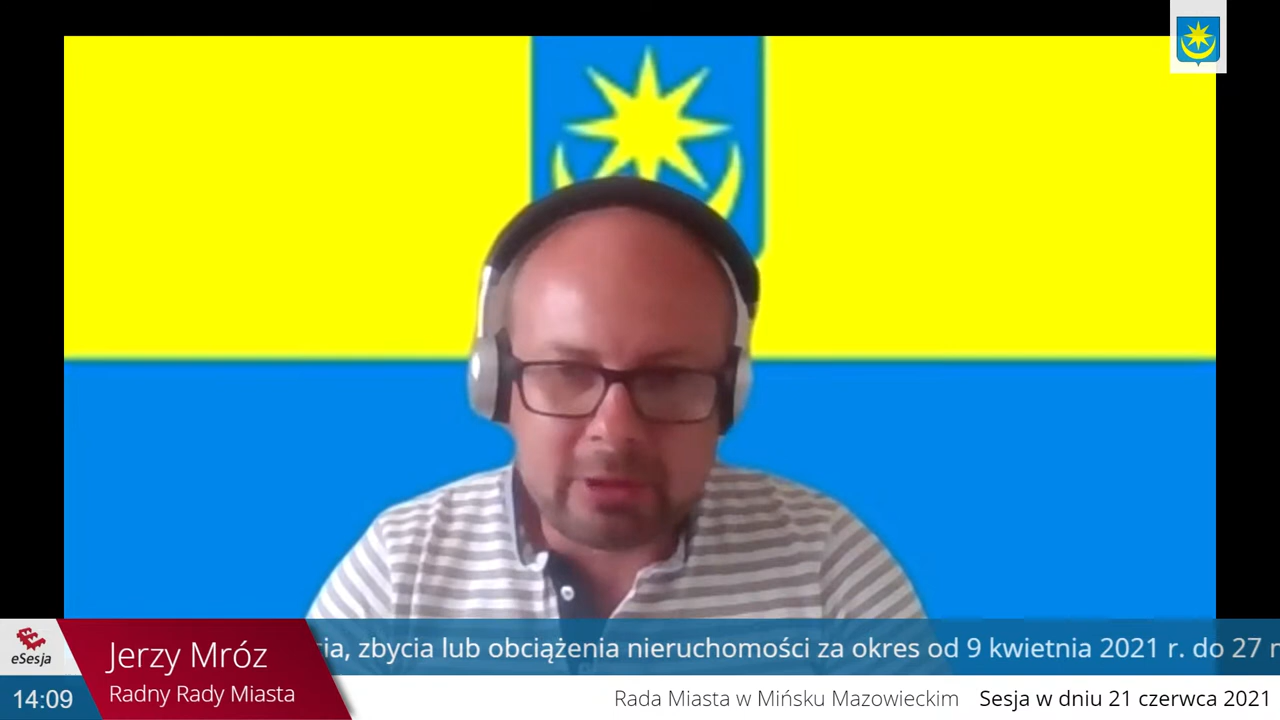 cia, zbycia lub obciążenia nieruchomości za okres od 9 kwietnia 2021 r. do 27
Jerzy Mróz
Radny Rady Miasta
eSesja
14:09
Rada Miasta w Mińsku Mazowieckim Sesja w dniu 21 czerwca 2021